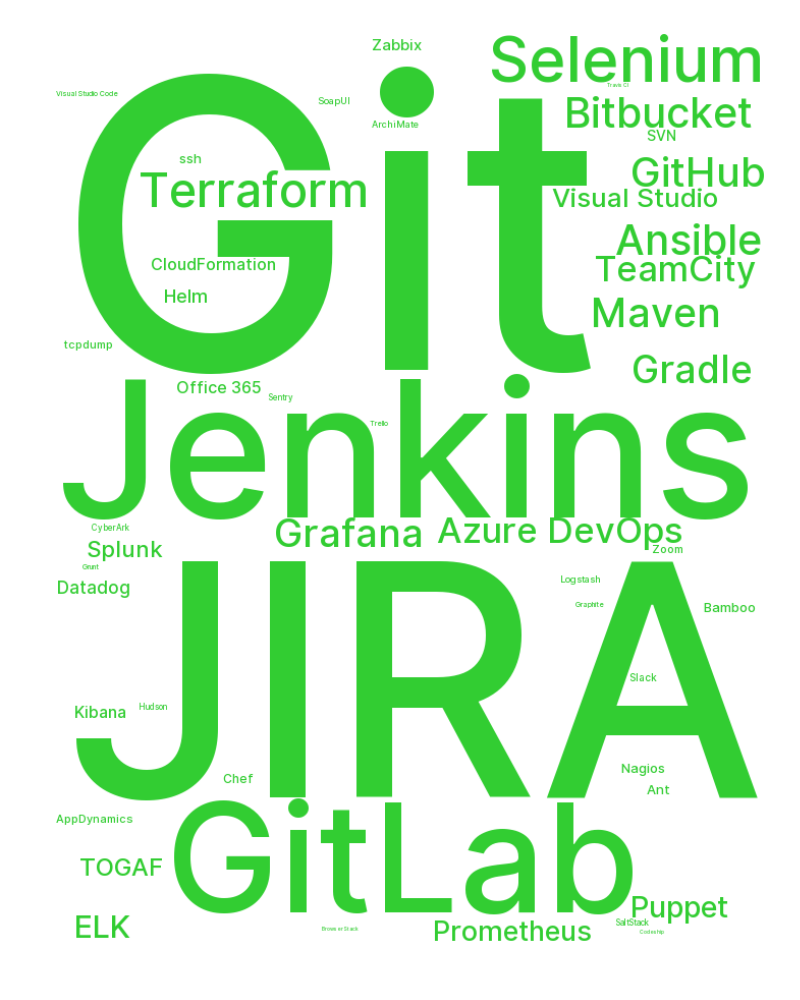 Zabbix
Selenium
Travis CI
Visual Studio Code
SoapUI
Bitbucket
ArchiMate
SVN
Git
ssh
Terraform
GitHub
Visual Studio
Ansible
CloudFormation
TeamCity
Helm
Maven
tcpdump
Gradle
Office 365
Sentry
Trello
Jenkins
CyberArk
Grafana
Azure DevOps
Splunk
Zoom
Grunt
Datadog
Logstash
Graphite
Bamboo
JIRA
Slack
Kibana
Hudson
Nagios
Chef
Ant
AppDynamics
GitLab
TOGAF
Puppet
ELK
SaltStack
BrowserStack
Prometheus
Codeship